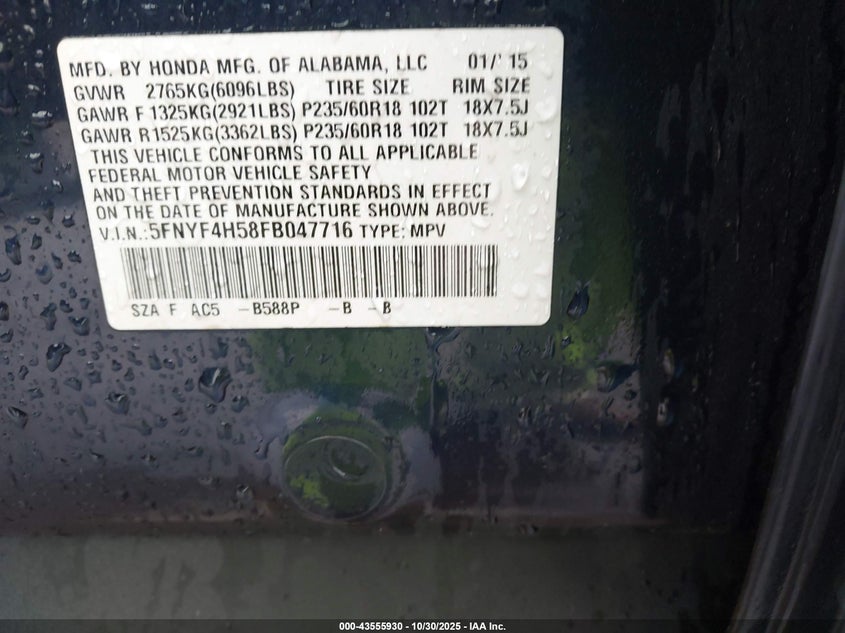 MFD. BY HONDA MFG. OF ALABAMA, LLC 01/'15
GVWR 2765KG(6096LBS) TIRE SIZE RIM SIZE
GAWR F 1325KG(2921LBS) P235/60R18 102T 18X7.5J
GAWR R1525KG(3362LBS) P235/60R18 102T 18X7.5J
THIS VEHICLE CONFORMS TO ALL APPLICABLE
FEDERAL MOTOR VEHICLE SAFETY
AND THEFT PREVENTION STANDARDS IN EFFECT
ON THE DATE OF MANUFACTURE SHOWN ABOVE.
V.I.N.:5FNYF4H58FB047716 TYPE: MPV
SZA F AC5 -B588P -B -B
000-43555930 - 10/30/2025 - IAA Inc.